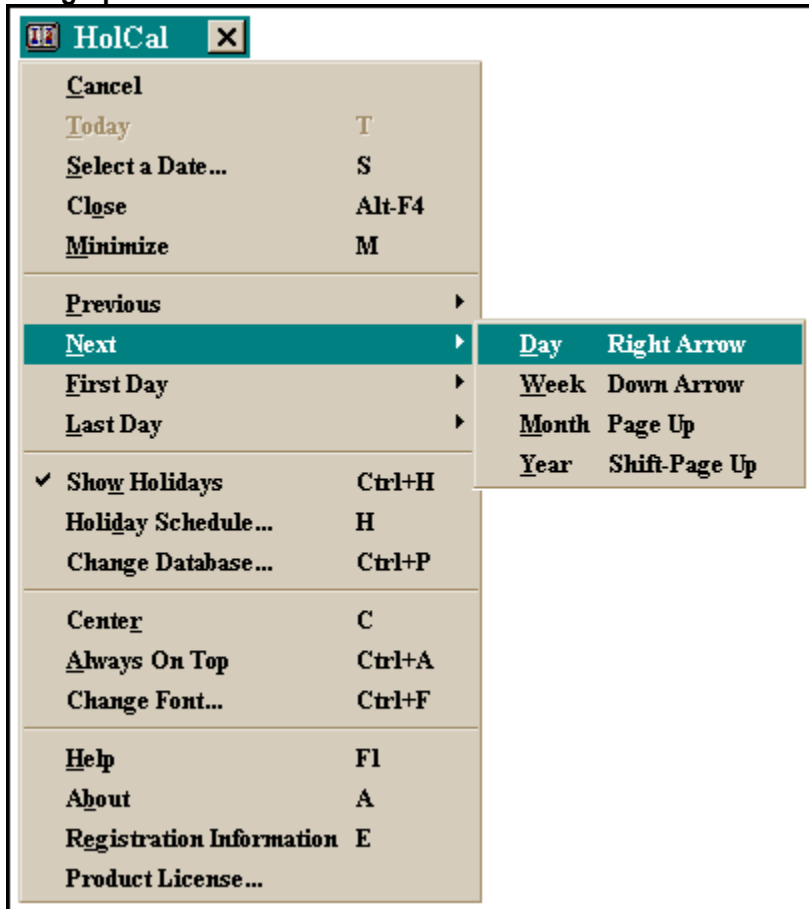 HolCal
Cancel
Today T
Select a Date... S
Close Alt-F4
Minimize M
Previous
Next
Day Right Arrow
First Day
Week Down Arrow
Last Day
Month Page Up
Year Shift-Page Up
Show Holidays Ctrl+H
Holiday Schedule... H
Change Database... Ctrl+P
Center C
Always On Top Ctrl+A
Change Font... Ctrl+F
Help F1
About A
Registration Information E
Product License...